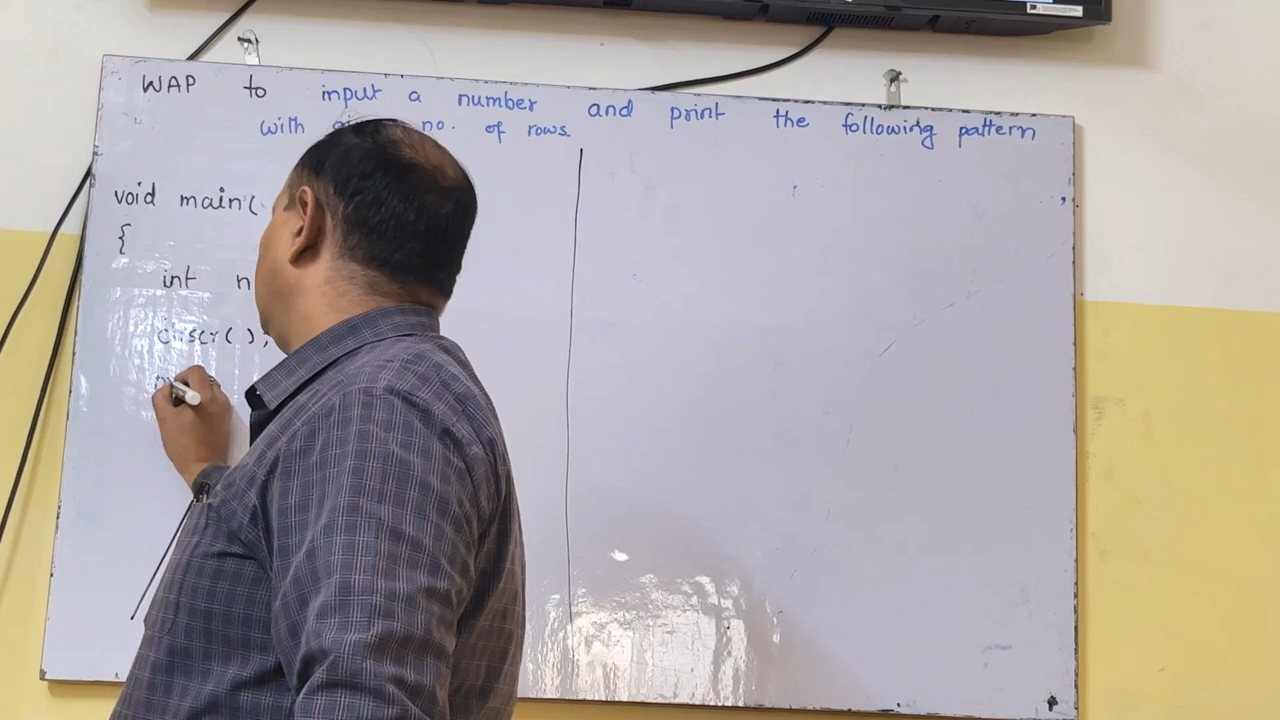 WAP to input a number and print the following pattern
with no. of rows.
void main(
{
int n
clrscr();